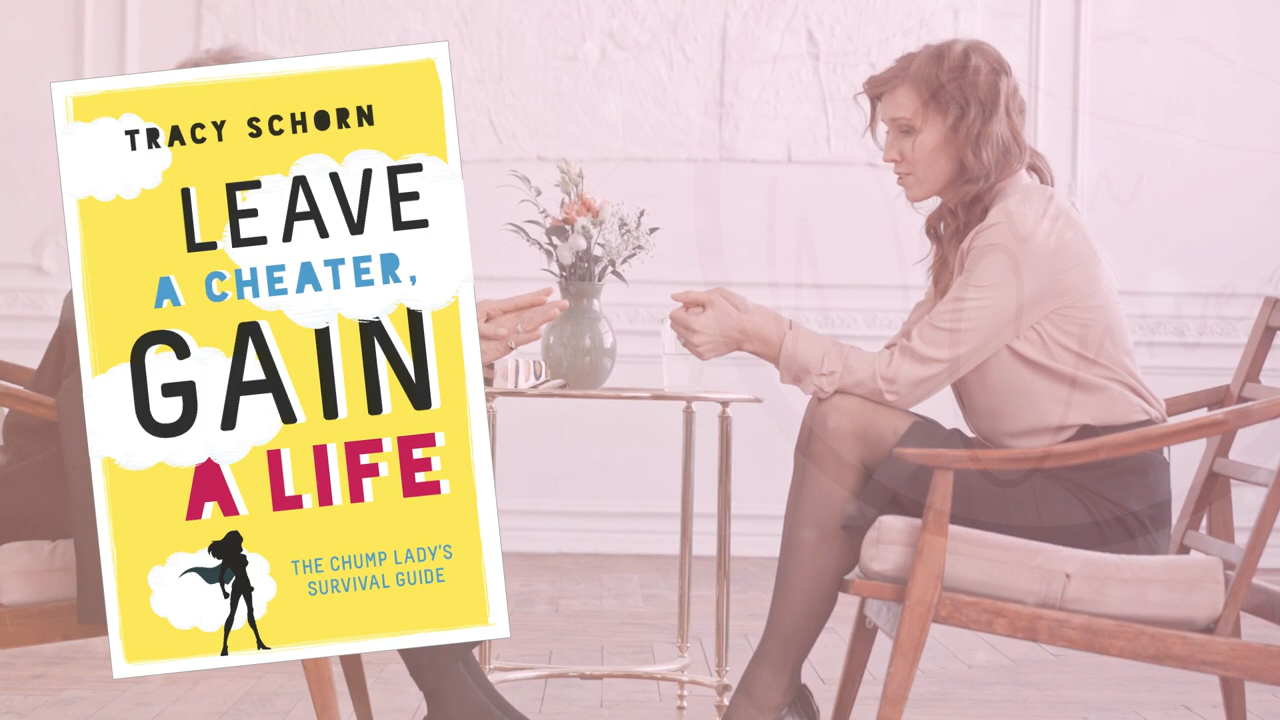 TRACY SCHORN
LEAVE
A CHEATER,
GAIN
A LIFE
THE CHUMP LADY'S
SURVIVAL GUIDE